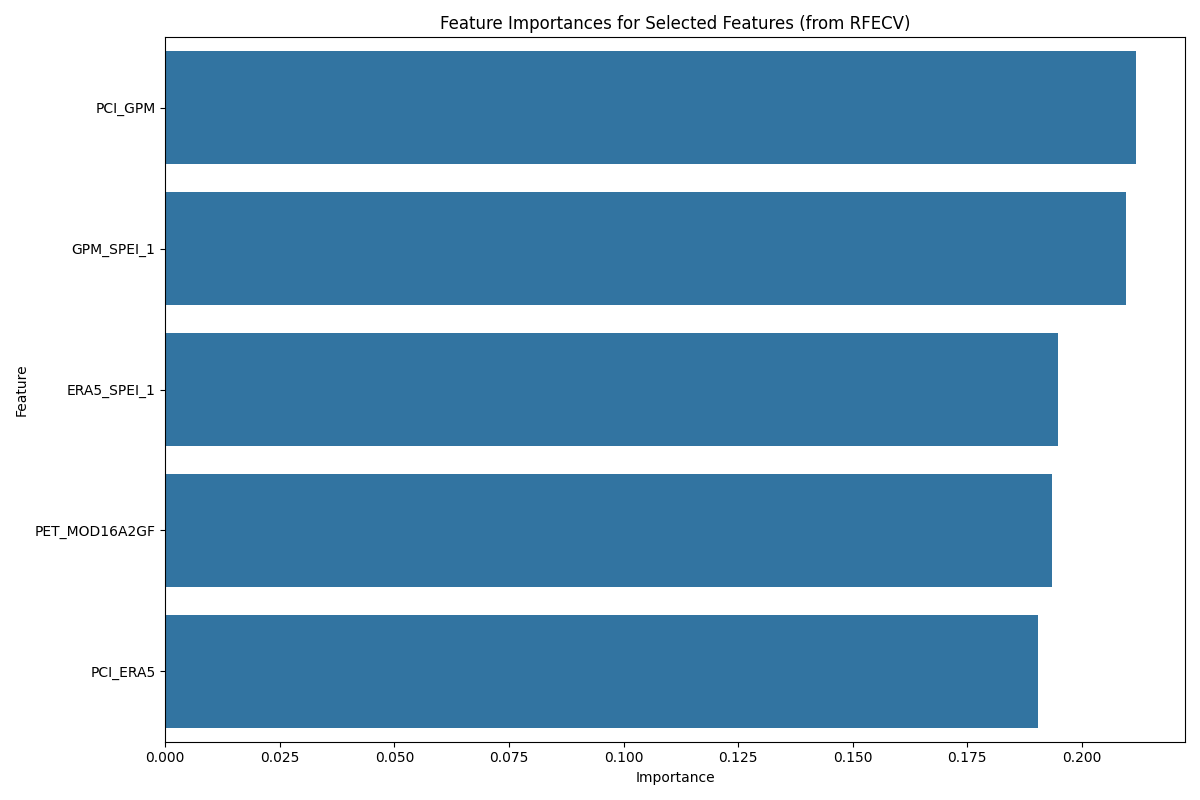 Feature Importances for Selected Features (from RFECV)
Feature
PCI_GPM
GPM_SPEI_1
ERA5_SPEI_1
PET_MOD16A2GF
PCI_ERA5
0.000 0.025 0.050 0.075 0.100 0.125 0.150 0.175 0.200
Importance